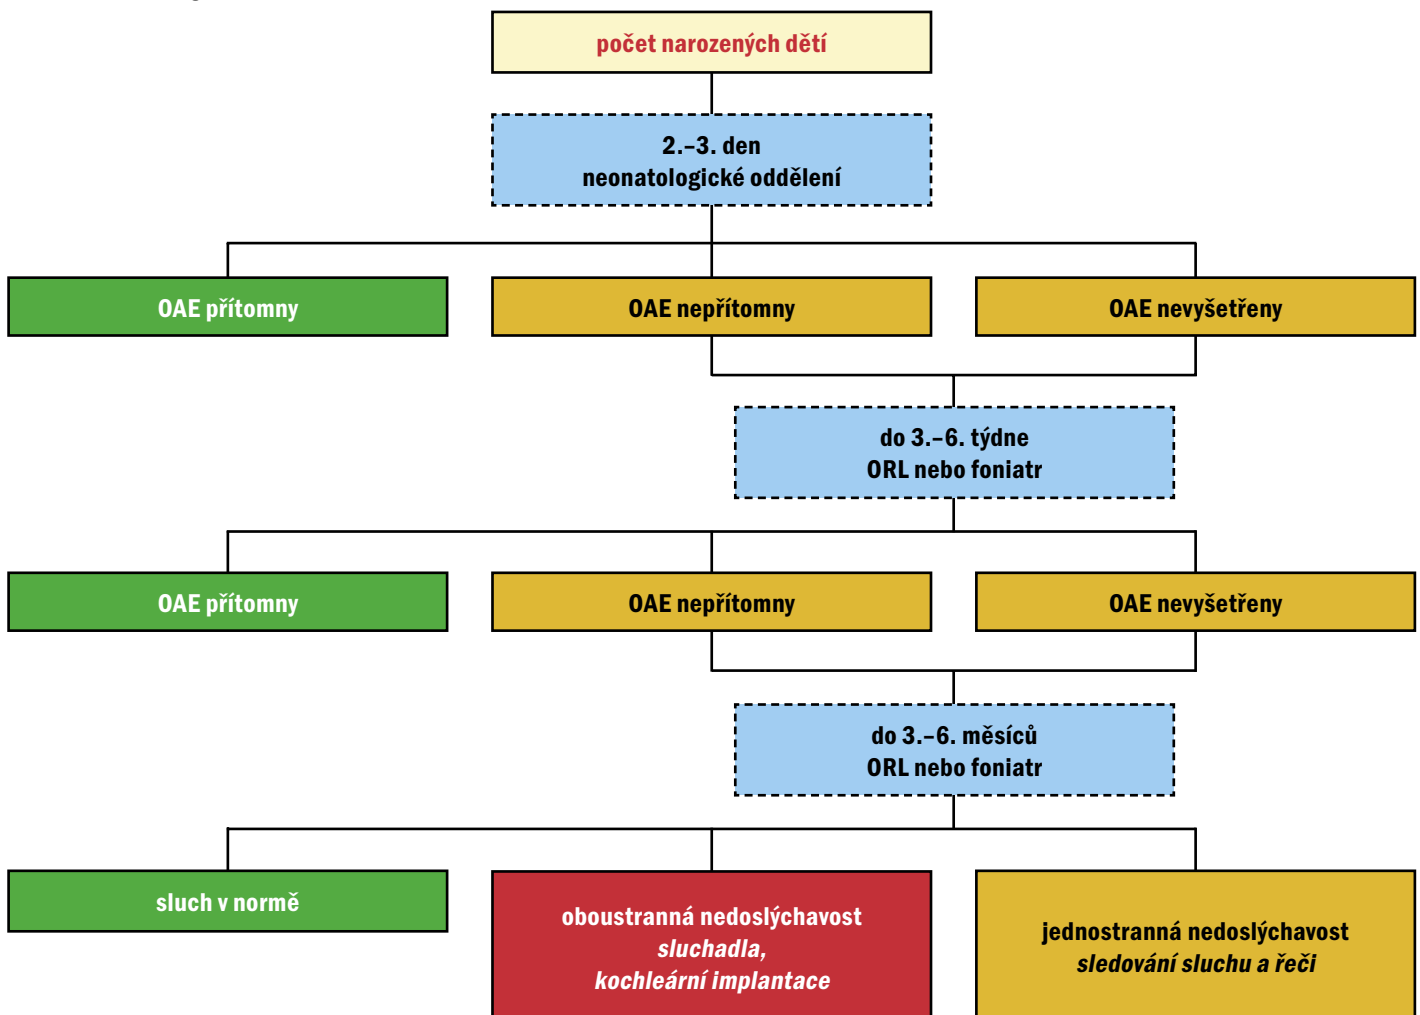 počet narozených dětí
2.–3. den
neonatologické oddělení
OAE přítomny
OAE nepřítomny
OAE nevyšetřeny
do 3.–6. týdne
ORL nebo foniatr
OAE přítomny
OAE nepřítomny
OAE nevyšetřeny
do 3.–6. měsíců
ORL nebo foniatr
sluch v normě
oboustranná nedoslýchavost
sluchadla,
kochleární implantace
jednostranná nedoslýchavost
sledování sluchu a řeči